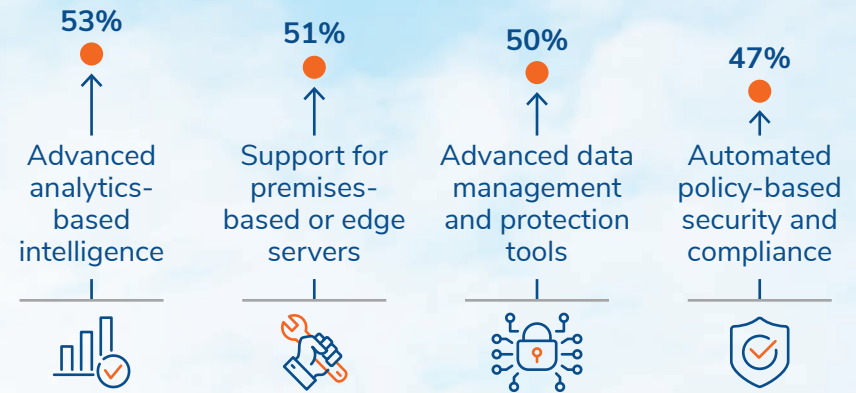 53%
Advanced
analytics-
based
intelligence
51%
Support for
premises-
based or edge
servers
50%
Advanced data
management
and protection
tools
47%
Automated
policy-based
security and
compliance